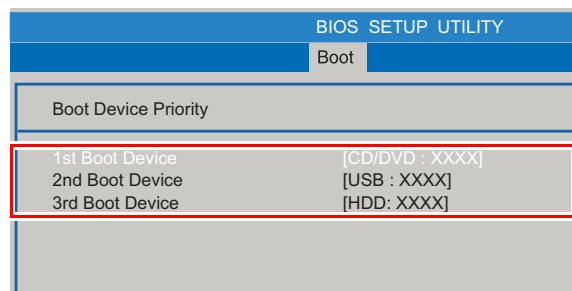 BIOS SETUP UTILITY
Boot
Boot Device Priority
1st Boot Device [CD/DVD : XXXX]
2nd Boot Device [USB : XXXX]
3rd Boot Device [HDD: XXXX]